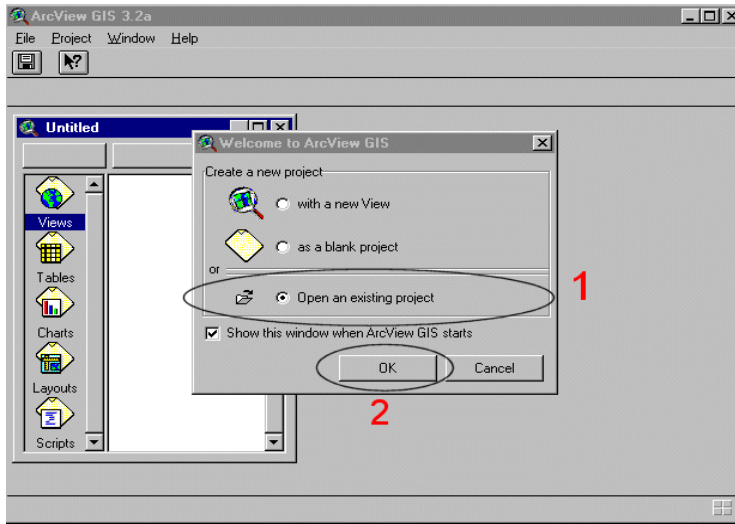 ArcView GIS 3.2a
File Project Window Help
Untitled
Views
Tables
Charts
Layouts
Scripts
Welcome to ArcView GIS
Create a new project
with a new View
as a blank project
or
Open an existing project
1
Show this window when ArcView GIS starts
OK
Cancel
2